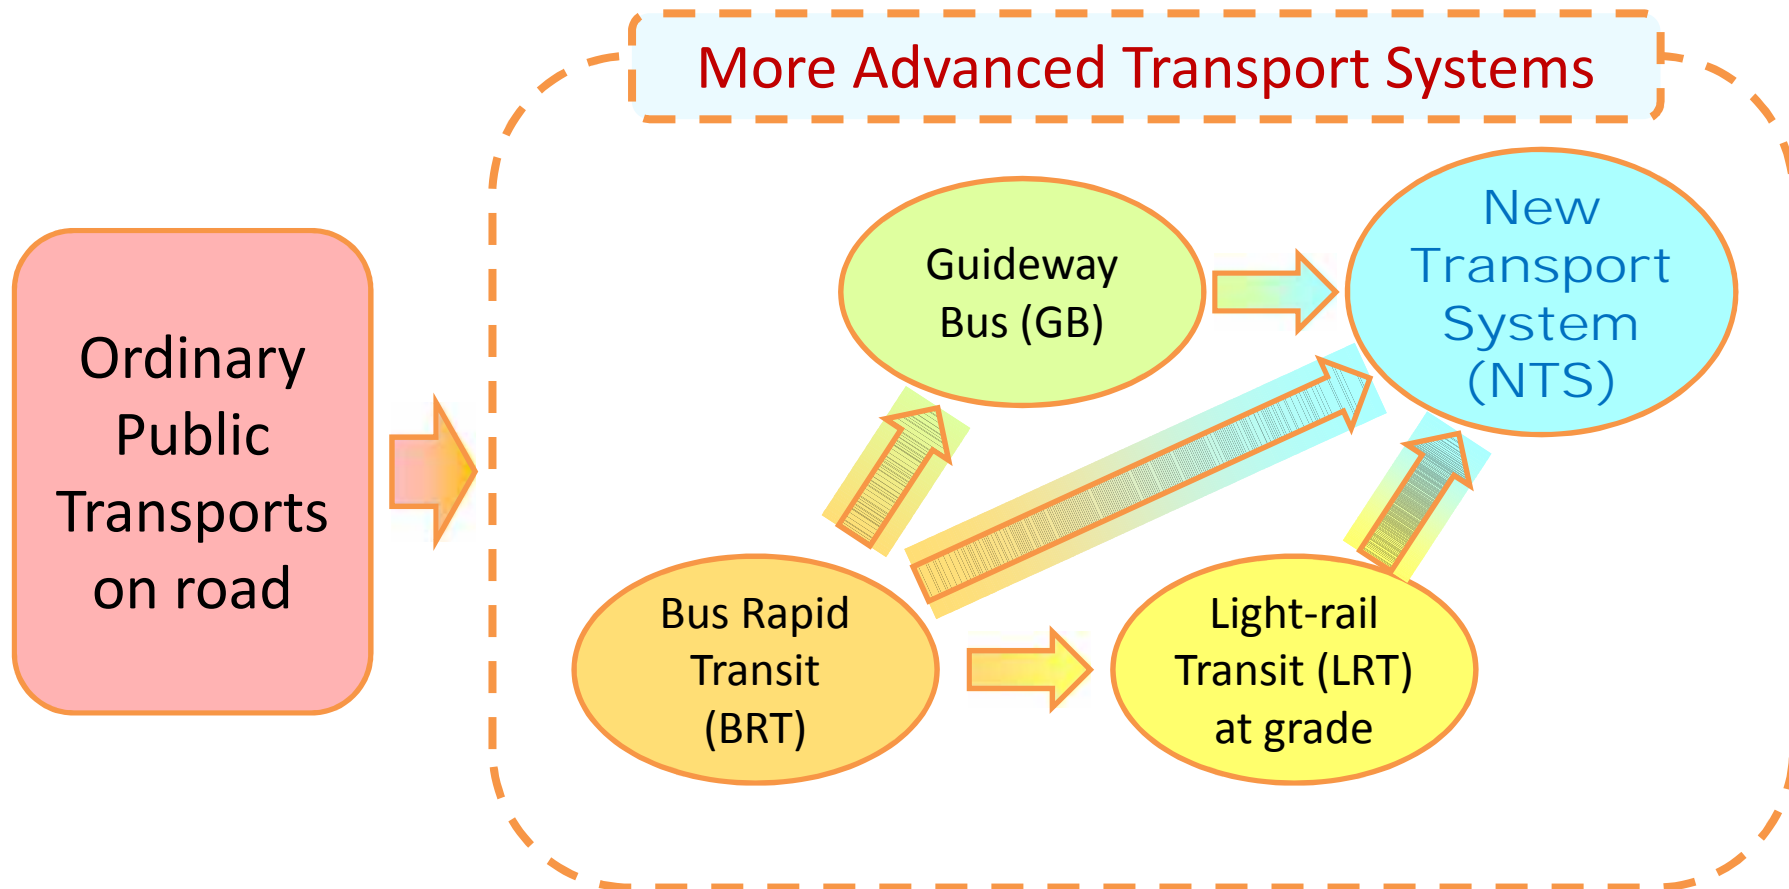 More Advanced Transport Systems
Ordinary
Public
Transports
on road
Guideway
Bus (GB)
New
Transport
System
(NTS)
Bus Rapid
Transit
(BRT)
Light-rail
Transit (LRT)
at grade